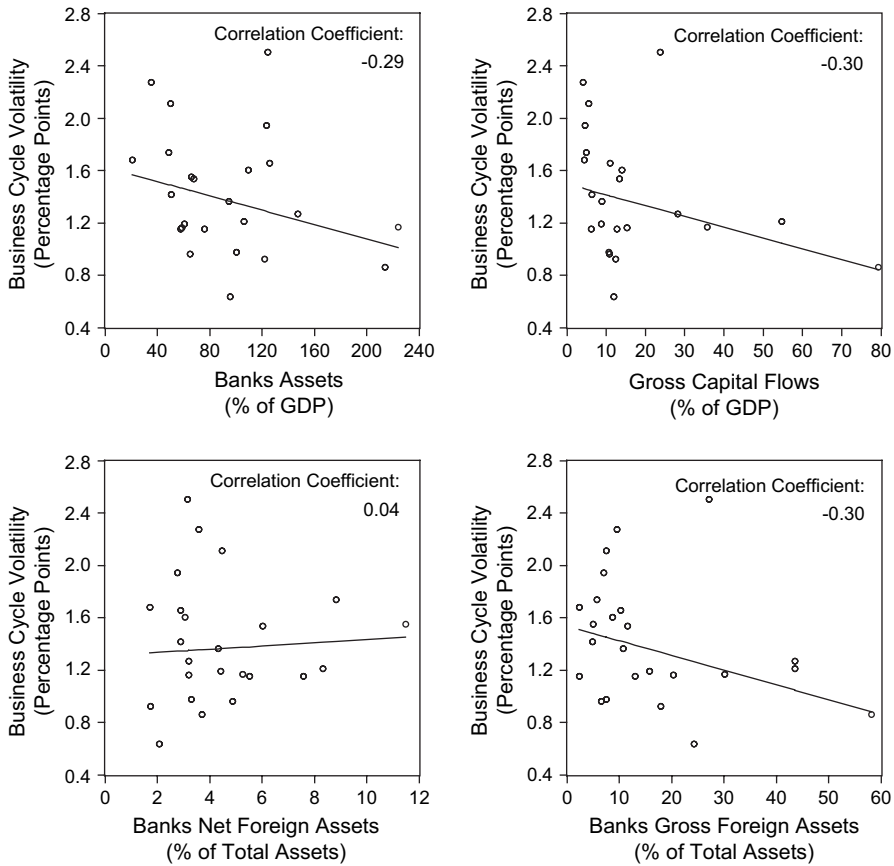 2.8
2.4
2.0
1.6
1.2
0.8
0.4
Business Cycle Volatility
(Percentage Points)
Correlation Coefficient:
-0.29
0 40 80 120 160 200 240
Banks Assets
(% of GDP)
2.8
2.4
2.0
1.6
1.2
0.8
0.4
Business Cycle Volatility
(Percentage Points)
Correlation Coefficient:
-0.30
0 10 20 30 40 50 60 70 80
Gross Capital Flows
(% of GDP)
2.8
2.4
2.0
1.6
1.2
0.8
0.4
Business Cycle Volatility
(Percentage Points)
Correlation Coefficient:
0.04
0 2 4 6 8 10 12
Banks Net Foreign Assets
(% of Total Assets)
2.8
2.4
2.0
1.6
1.2
0.8
0.4
Business Cycle Volatility
(Percentage Points)
Correlation Coefficient:
-0.30
0 10 20 30 40 50 60
Banks Gross Foreign Assets
(% of Total Assets)